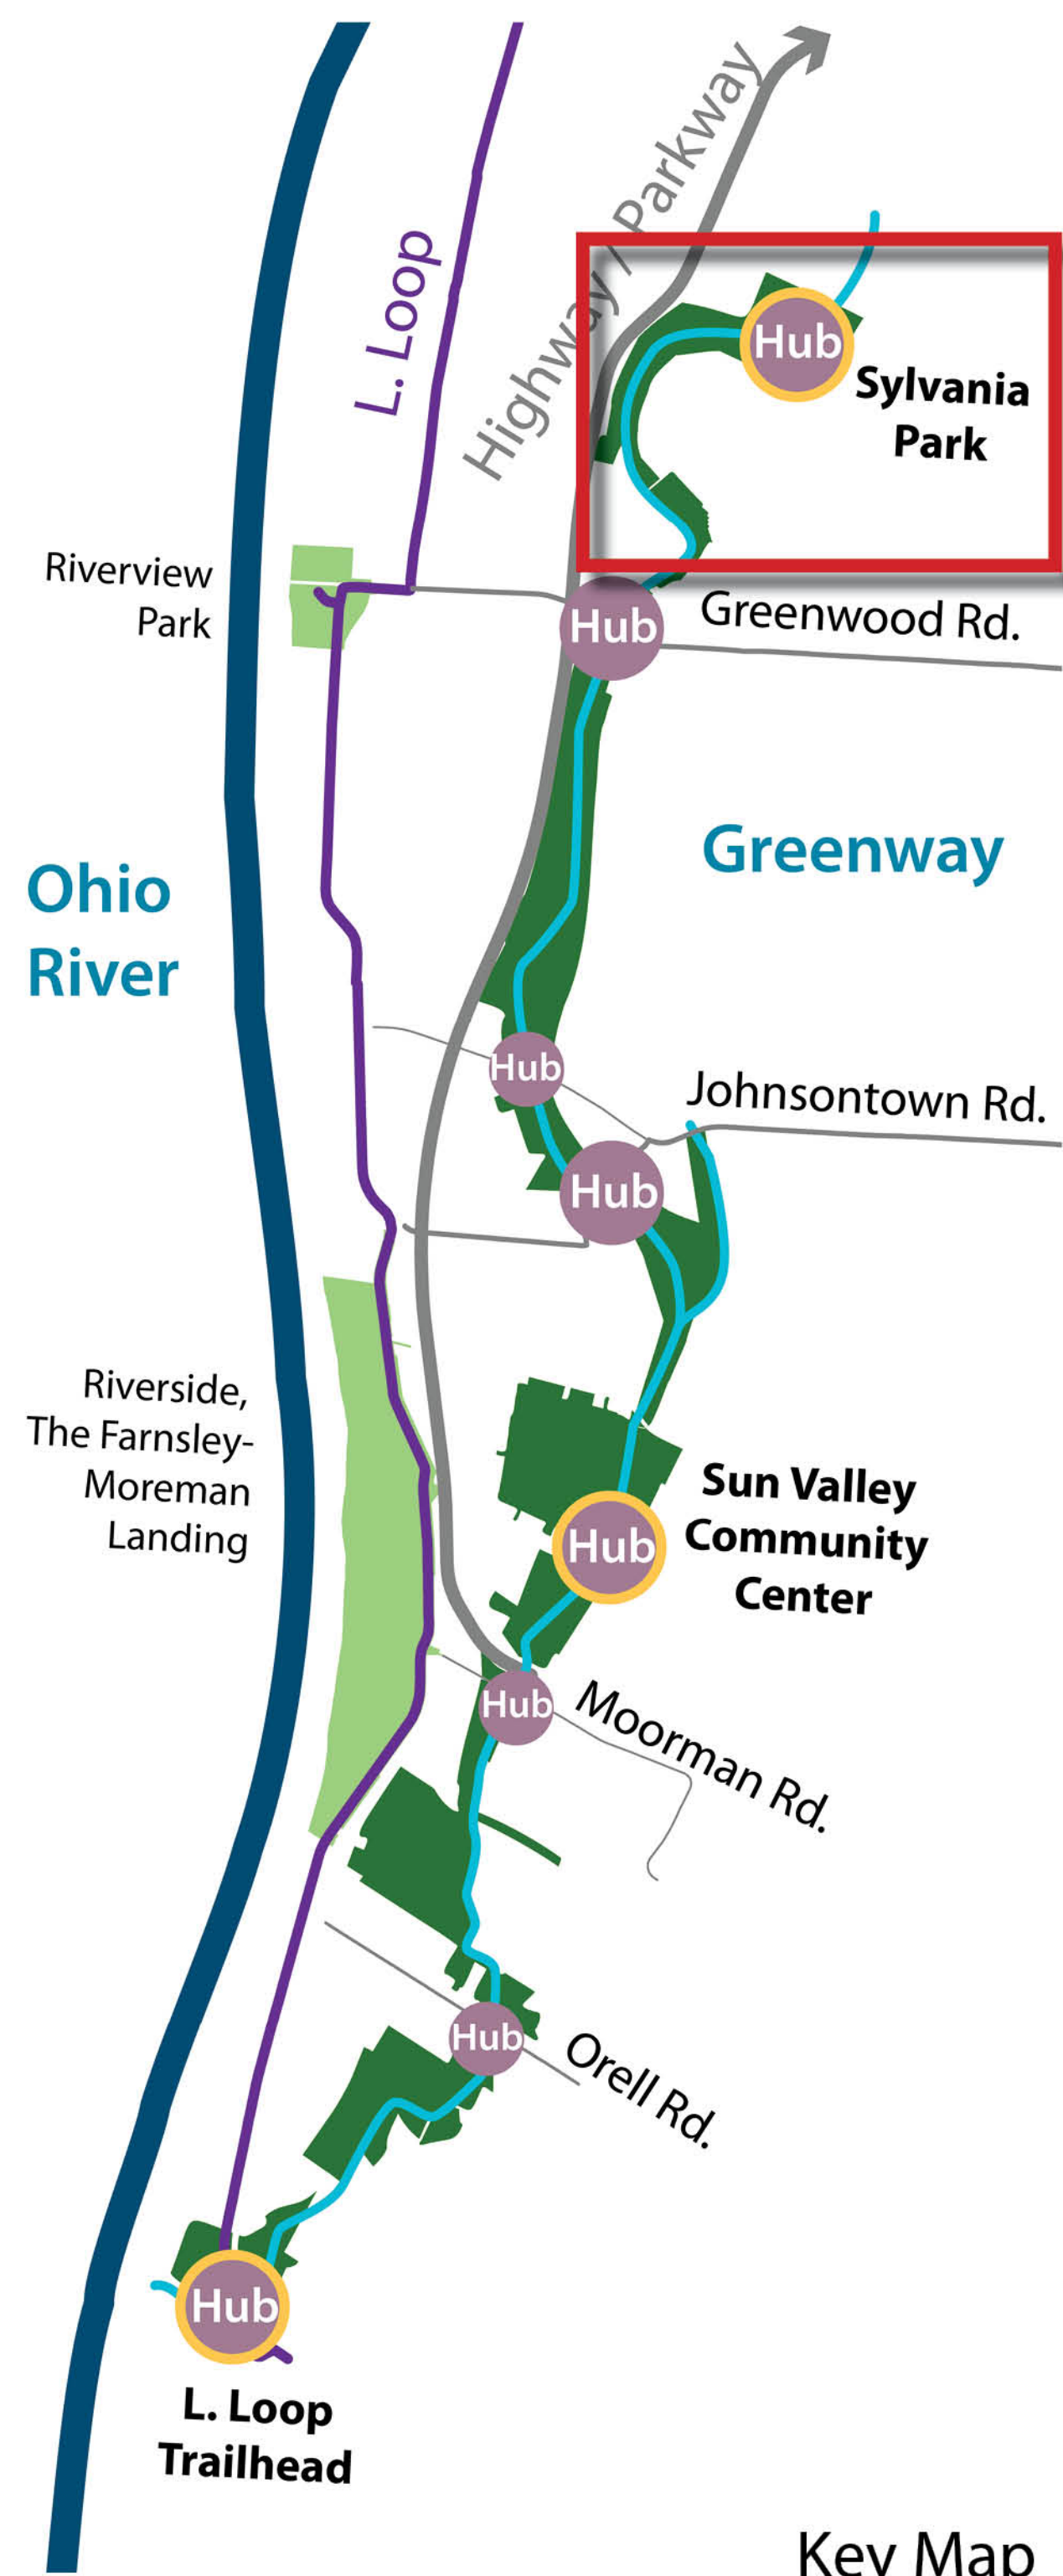 Highway / Parkway
L. Loop
Hub
Sylvania
Park
Riverview
Park
Hub
Greenwood Rd.
Greenway
Ohio
River
Hub
Johnsontown Rd.
Hub
Riverside,
The Farnsley-
Moreman
Landing
Sun Valley
Community
Center
Hub
Hub
Moorman Rd.
Hub
Orell Rd.
Hub
L. Loop
Trailhead
Key Map